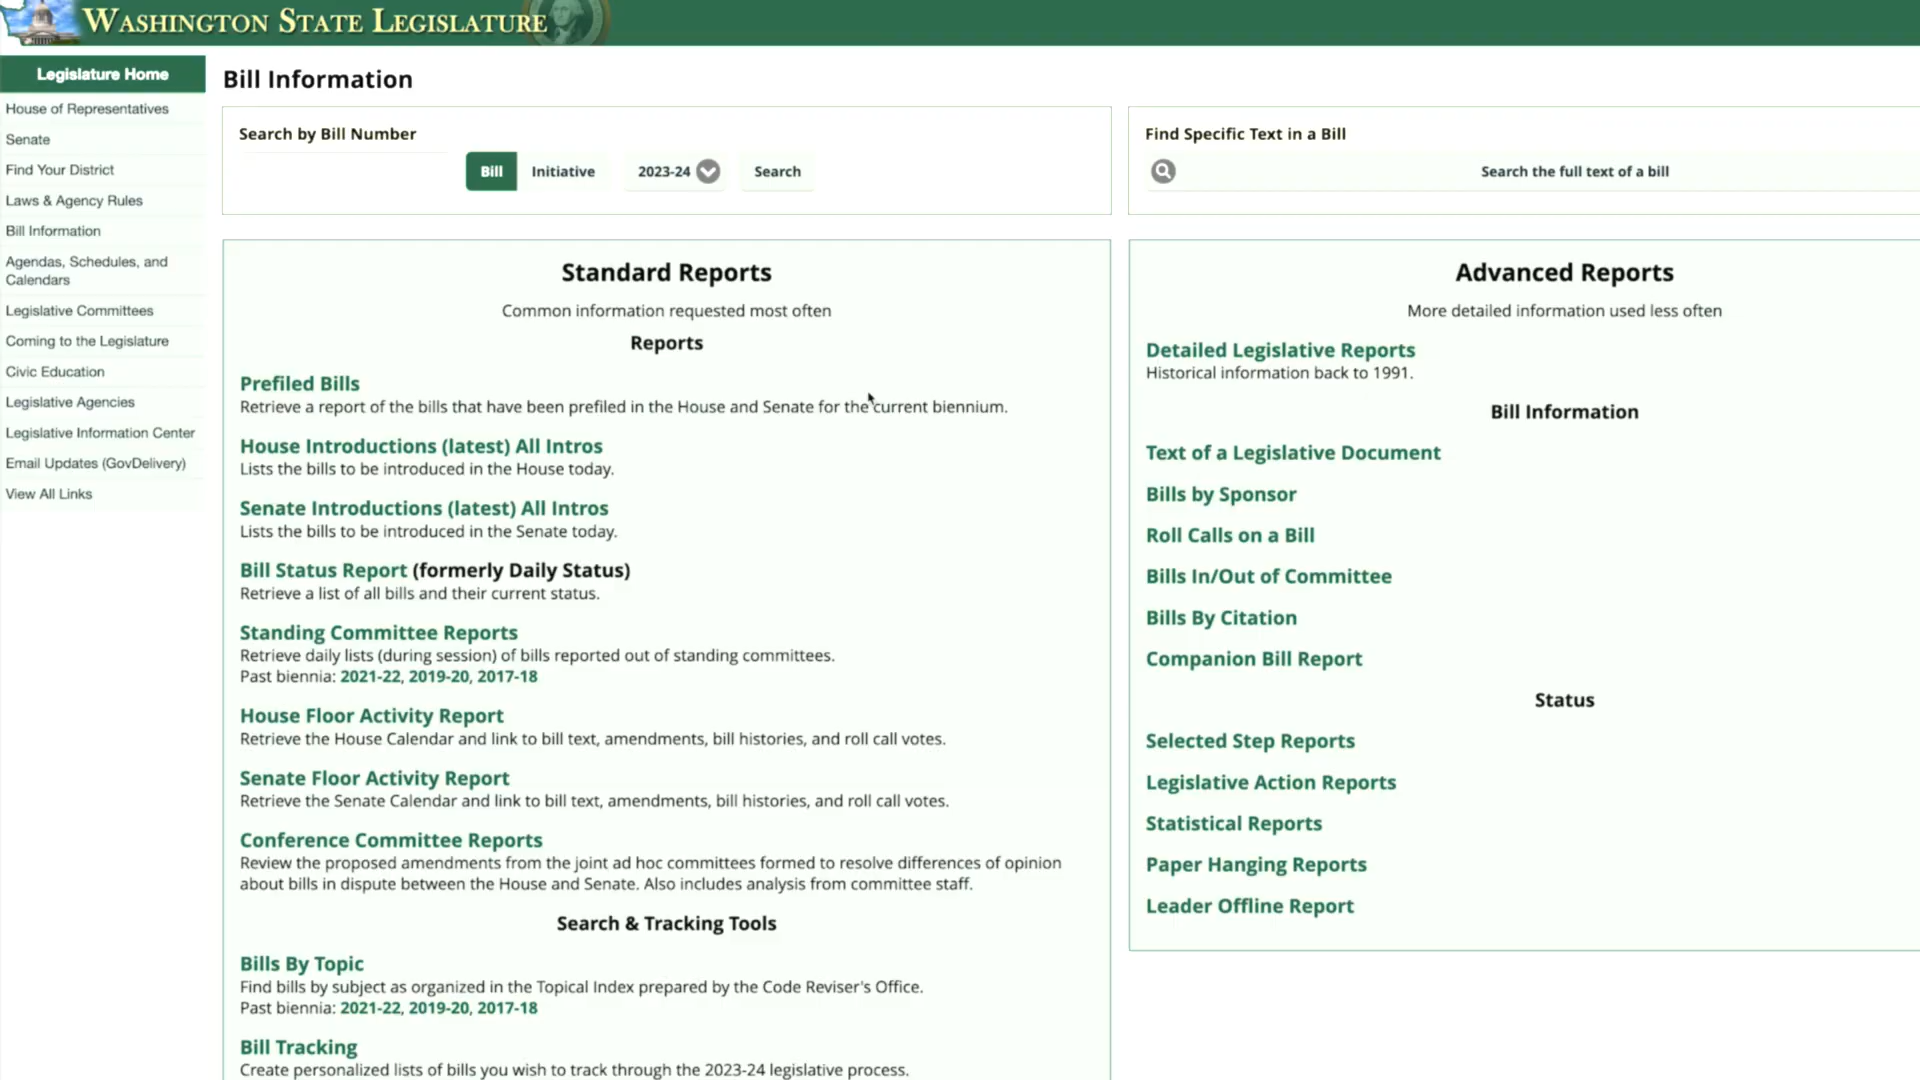 WASHINGTON STATE LEGISLATURE
Legislature Home
House of Representatives
Senate
Find Your District
Laws & Agency Rules
Bill Information
Agendas, Schedules, and
Calendars
Legislative Committees
Coming to the Legislature
Civic Education
Legislative Agencies
Legislative Information Center
Email Updates (GovDelivery)
View All Links
Bill Information
Search by Bill Number
Bill Initiative 2023-24 Search
Find Specific Text in a Bill
Search the full text of a bill
Standard Reports
Common information requested most often
Reports
Prefiled Bills
Retrieve a report of the bills that have been prefiled in the House and Senate for the current biennium.
House Introductions (latest) All Intros
Lists the bills to be introduced in the House today.
Senate Introductions (latest) All Intros
Lists the bills to be introduced in the Senate today.
Bill Status Report (formerly Daily Status)
Retrieve a list of all bills and their current status.
Standing Committee Reports
Retrieve daily lists (during session) of bills reported out of standing committees.
Past biennia: 2021-22, 2019-20, 2017-18
House Floor Activity Report
Retrieve the House Calendar and link to bill text, amendments, bill histories, and roll call votes.
Senate Floor Activity Report
Retrieve the Senate Calendar and link to bill text, amendments, bill histories, and roll call votes.
Conference Committee Reports
Review the proposed amendments from the joint ad hoc committees formed to resolve differences of opinion
about bills in dispute between the House and Senate. Also includes analysis from committee staff.
Search & Tracking Tools
Bills By Topic
Find bills by subject as organized in the Topical Index prepared by the Code Reviser's Office.
Past biennia: 2021-22, 2019-20, 2017-18
Bill Tracking
Create personalized lists of bills you wish to track through the 2023-24 legislative process.
Advanced Reports
More detailed information used less often
Detailed Legislative Reports
Historical information back to 1991.
Bill Information
Text of a Legislative Document
Bills by Sponsor
Roll Calls on a Bill
Bills In/Out of Committee
Bills By Citation
Companion Bill Report
Status
Selected Step Reports
Legislative Action Reports
Statistical Reports
Paper Hanging Reports
Leader Offline Report